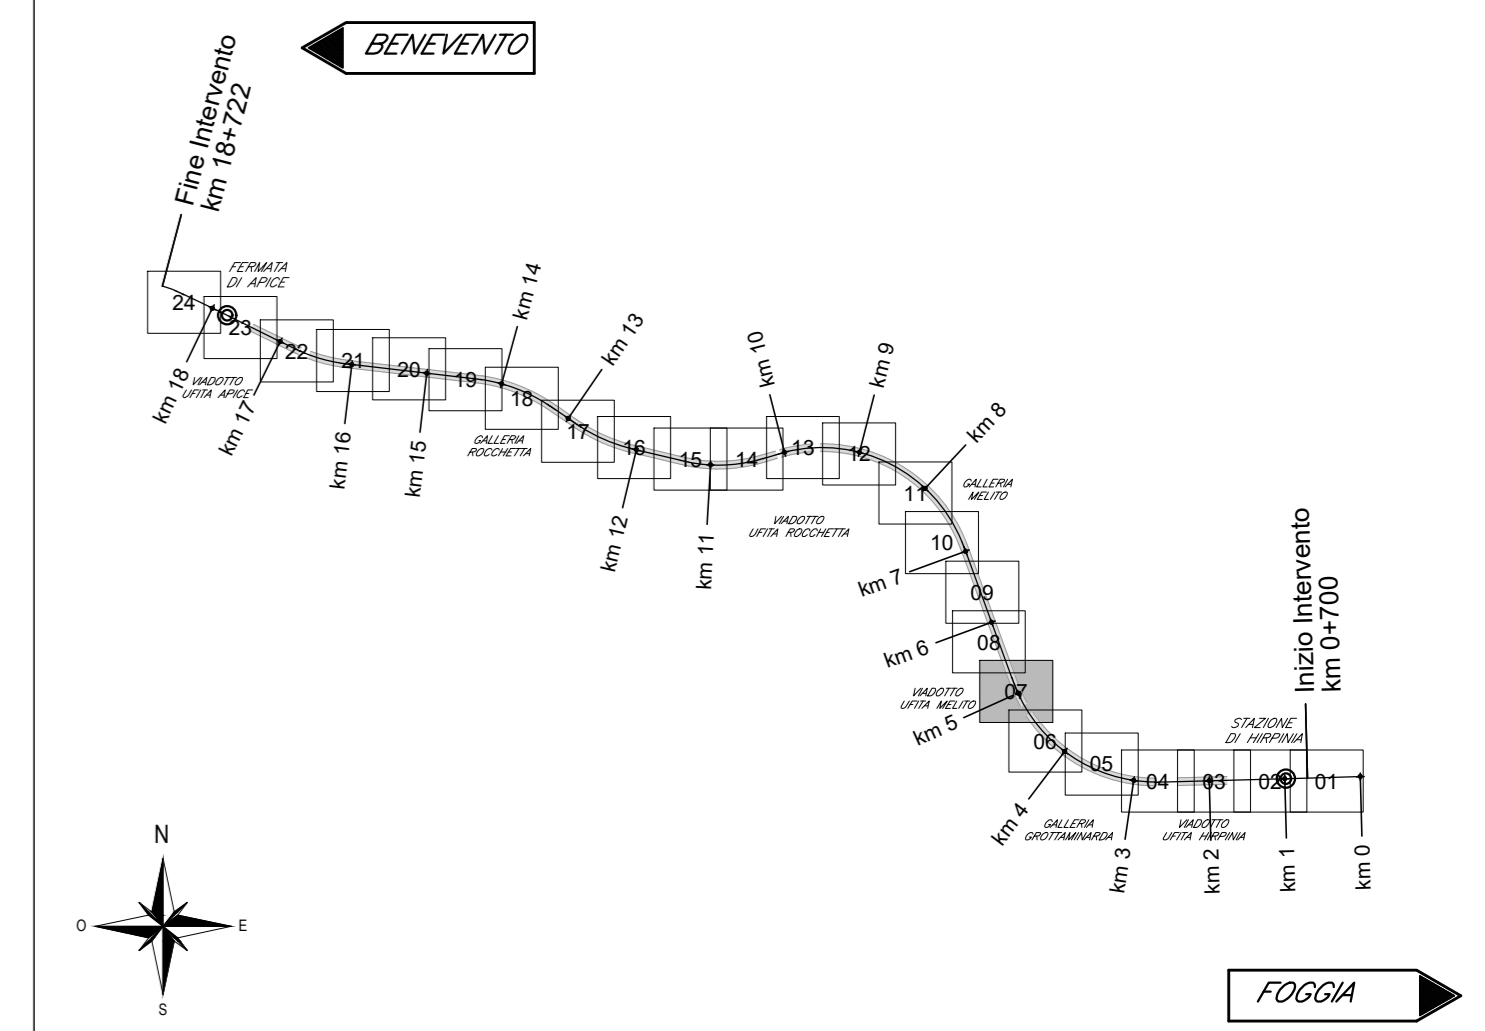 BENEVENTO
Fine Intervento
km 18+722
FERMATA
DI APICE
24
23
22
21
20
19
18
17
16
15
14
13
12
11
10
09
08
07
06
05
04
03
02
01
km 18
VIADOTTO
UFITA APICE
km 17
km 16
km 15
km 14
GALLERIA
ROCCHETTA
km 13
km 12
km 11
VIADOTTO
UFITA ROCCHETTA
km 10
km 9
km 8
GALLERIA
MELITO
km 7
km 6
VIADOTTO
UFITA MELITO
km 5
km 4
GALLERIA
GROTTAMINARDA
km 3
VIADOTTO
UFITA HIRPINIA
km 2
STAZIONE
DI HIRPINIA
km 1
Inizio Intervento
km 0+700
km 0
N
O
E
S
FOGGIA